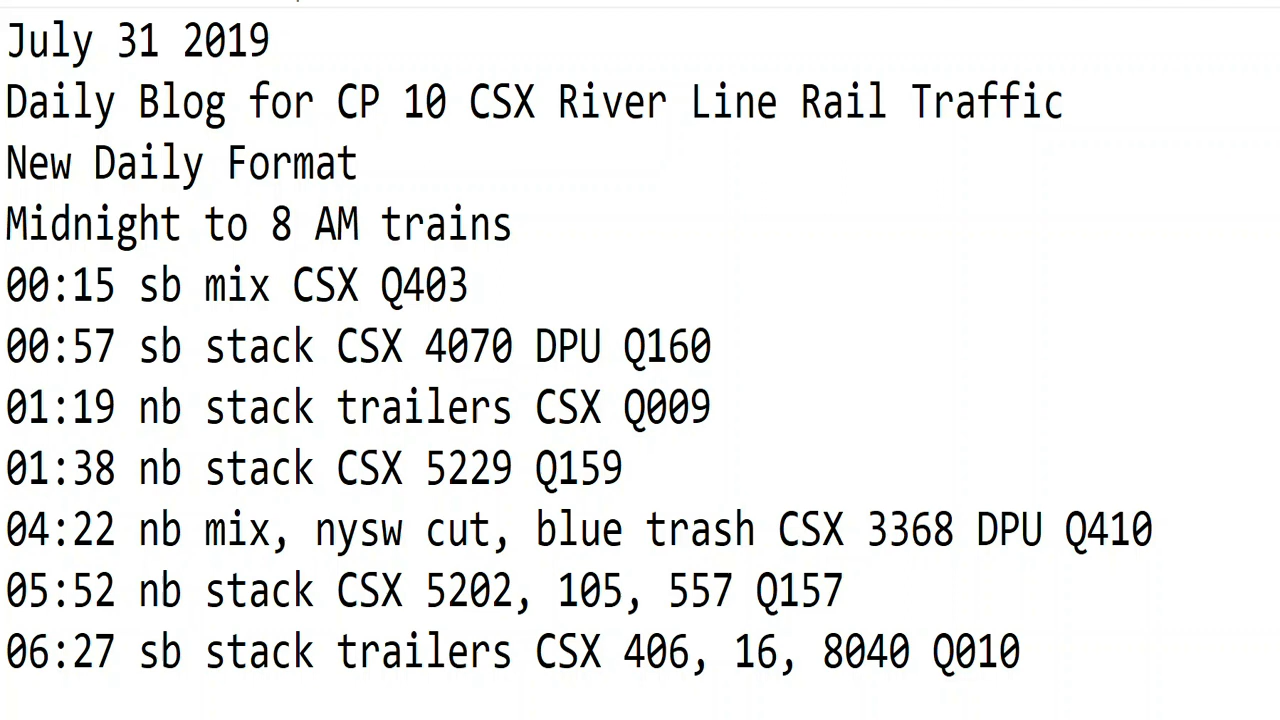 July 31 2019
Daily Blog for CP 10 CSX River Line Rail Traffic
New Daily Format
Midnight to 8 AM trains
00:15 sb mix CSX Q403
00:57 sb stack CSX 4070 DPU Q160
01:19 nb stack trailers CSX Q009
01:38 nb stack CSX 5229 Q159
04:22 nb mix, nysw cut, blue trash CSX 3368 DPU Q410
05:52 nb stack CSX 5202, 105, 557 Q157
06:27 sb stack trailers CSX 406, 16, 8040 Q010